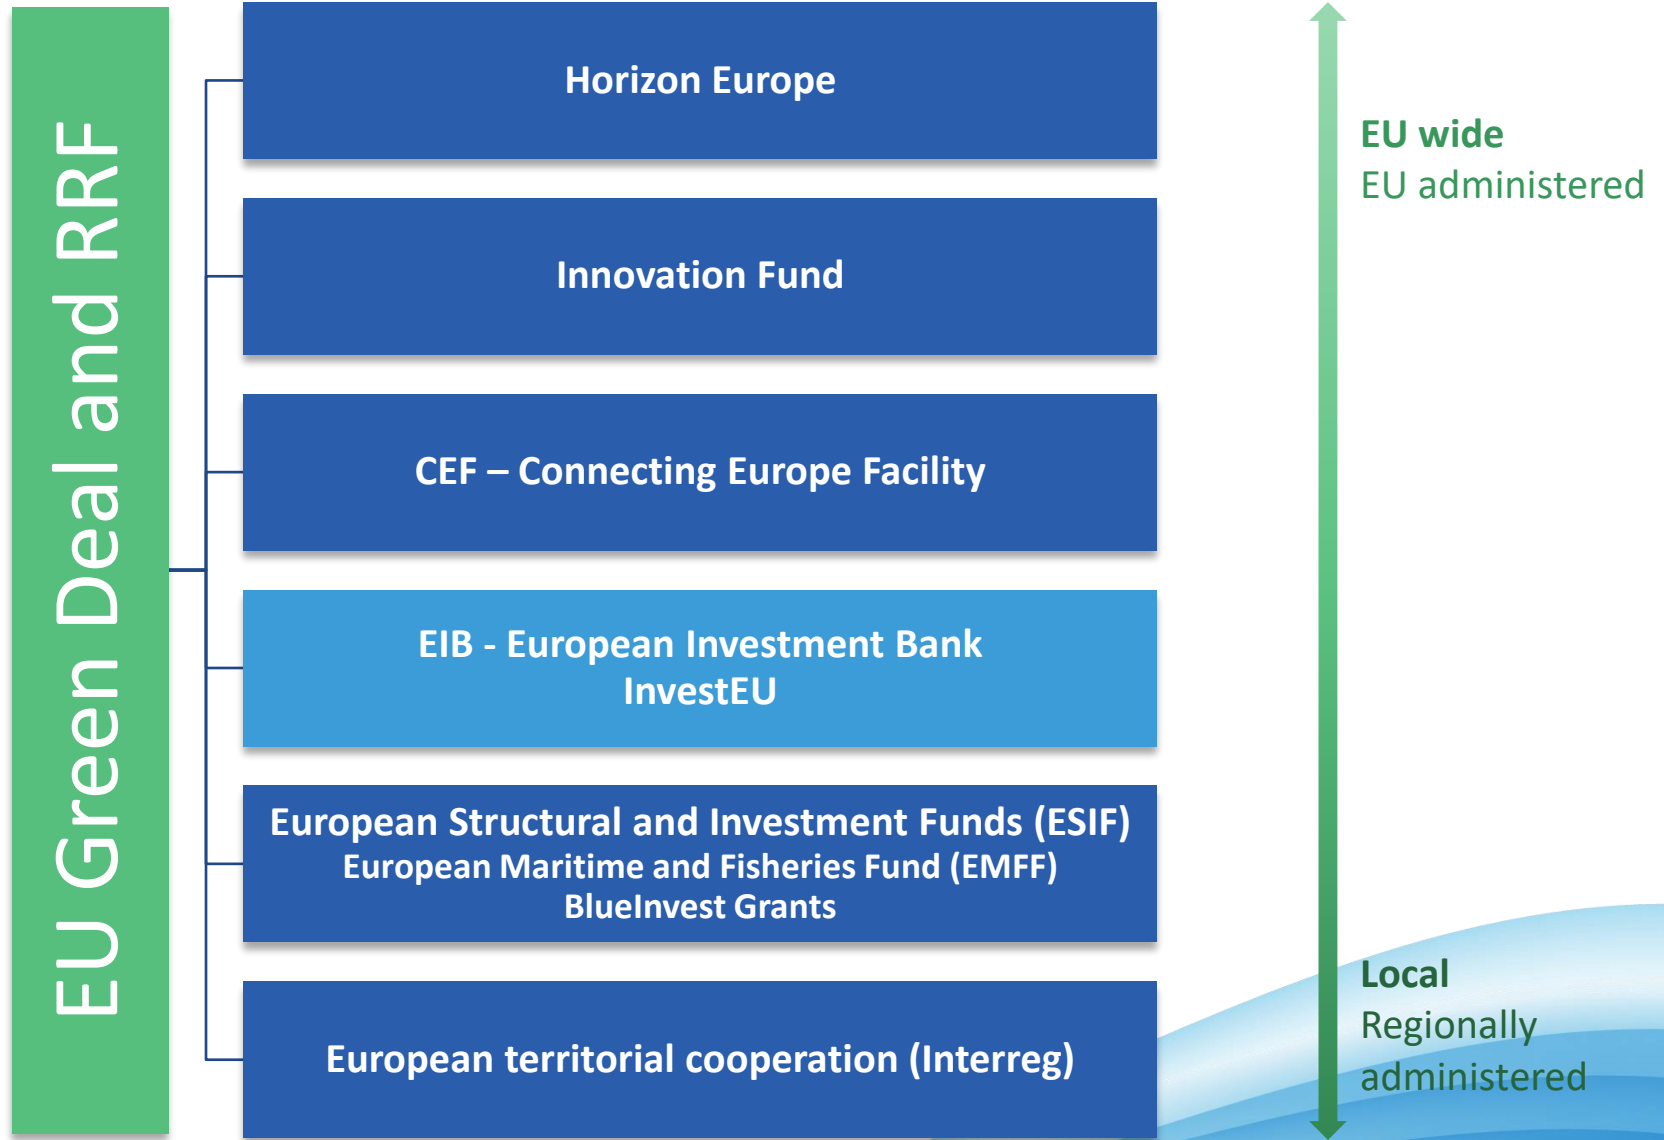 EU Green Deal and RRF
Horizon Europe
Innovation Fund
CEF – Connecting Europe Facility
EIB - European Investment Bank
InvestEU
European Structural and Investment Funds (ESIF)
European Maritime and Fisheries Fund (EMFF)
BlueInvest Grants
European territorial cooperation (Interreg)
EU wide
EU administered
Local
Regionally
administered